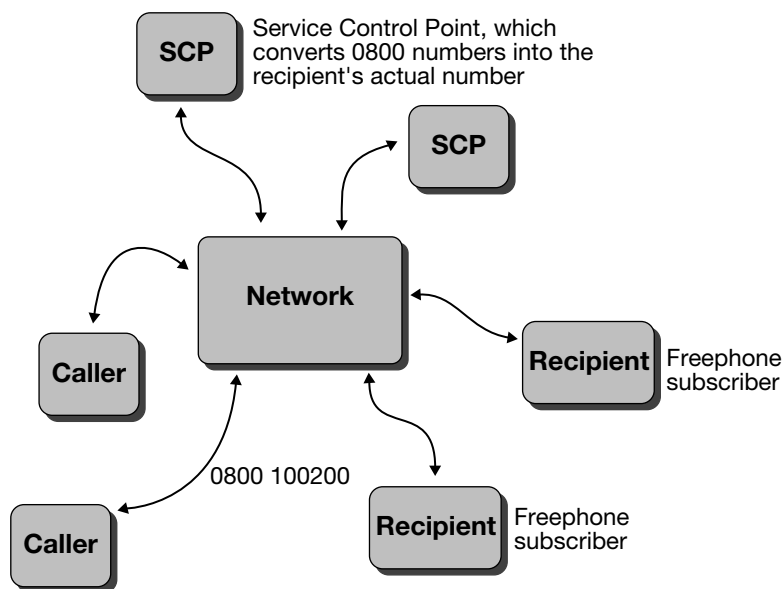 SCP
Service Control Point, which
converts 0800 numbers into the
recipient's actual number
SCP
Network
Caller
Recipient
Freephone
subscriber
0800 100200
Caller
Recipient
Freephone
subscriber